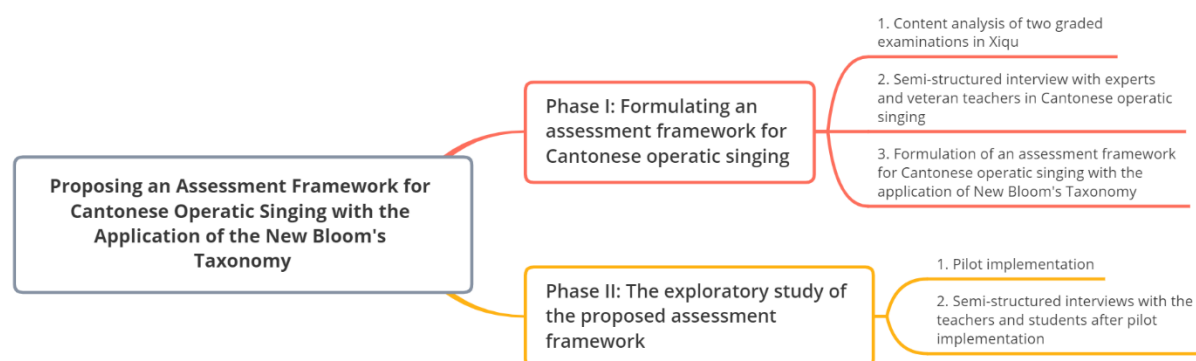 Proposing an Assessment Framework for
Cantonese Operatic Singing with the
Application of the New Bloom's
Taxonomy
Phase I: Formulating an
assessment framework for
Cantonese operatic singing
1. Content analysis of two graded
examinations in Xiqu
2. Semi-structured interview with experts
and veteran teachers in Cantonese operatic
singing
3. Formulation of an assessment framework
for Cantonese operatic singing with the
application of New Bloom's Taxonomy
Phase II: The exploratory study of
the proposed assessment
framework
1. Pilot implementation
2. Semi-structured interviews with the
teachers and students after pilot
implementation